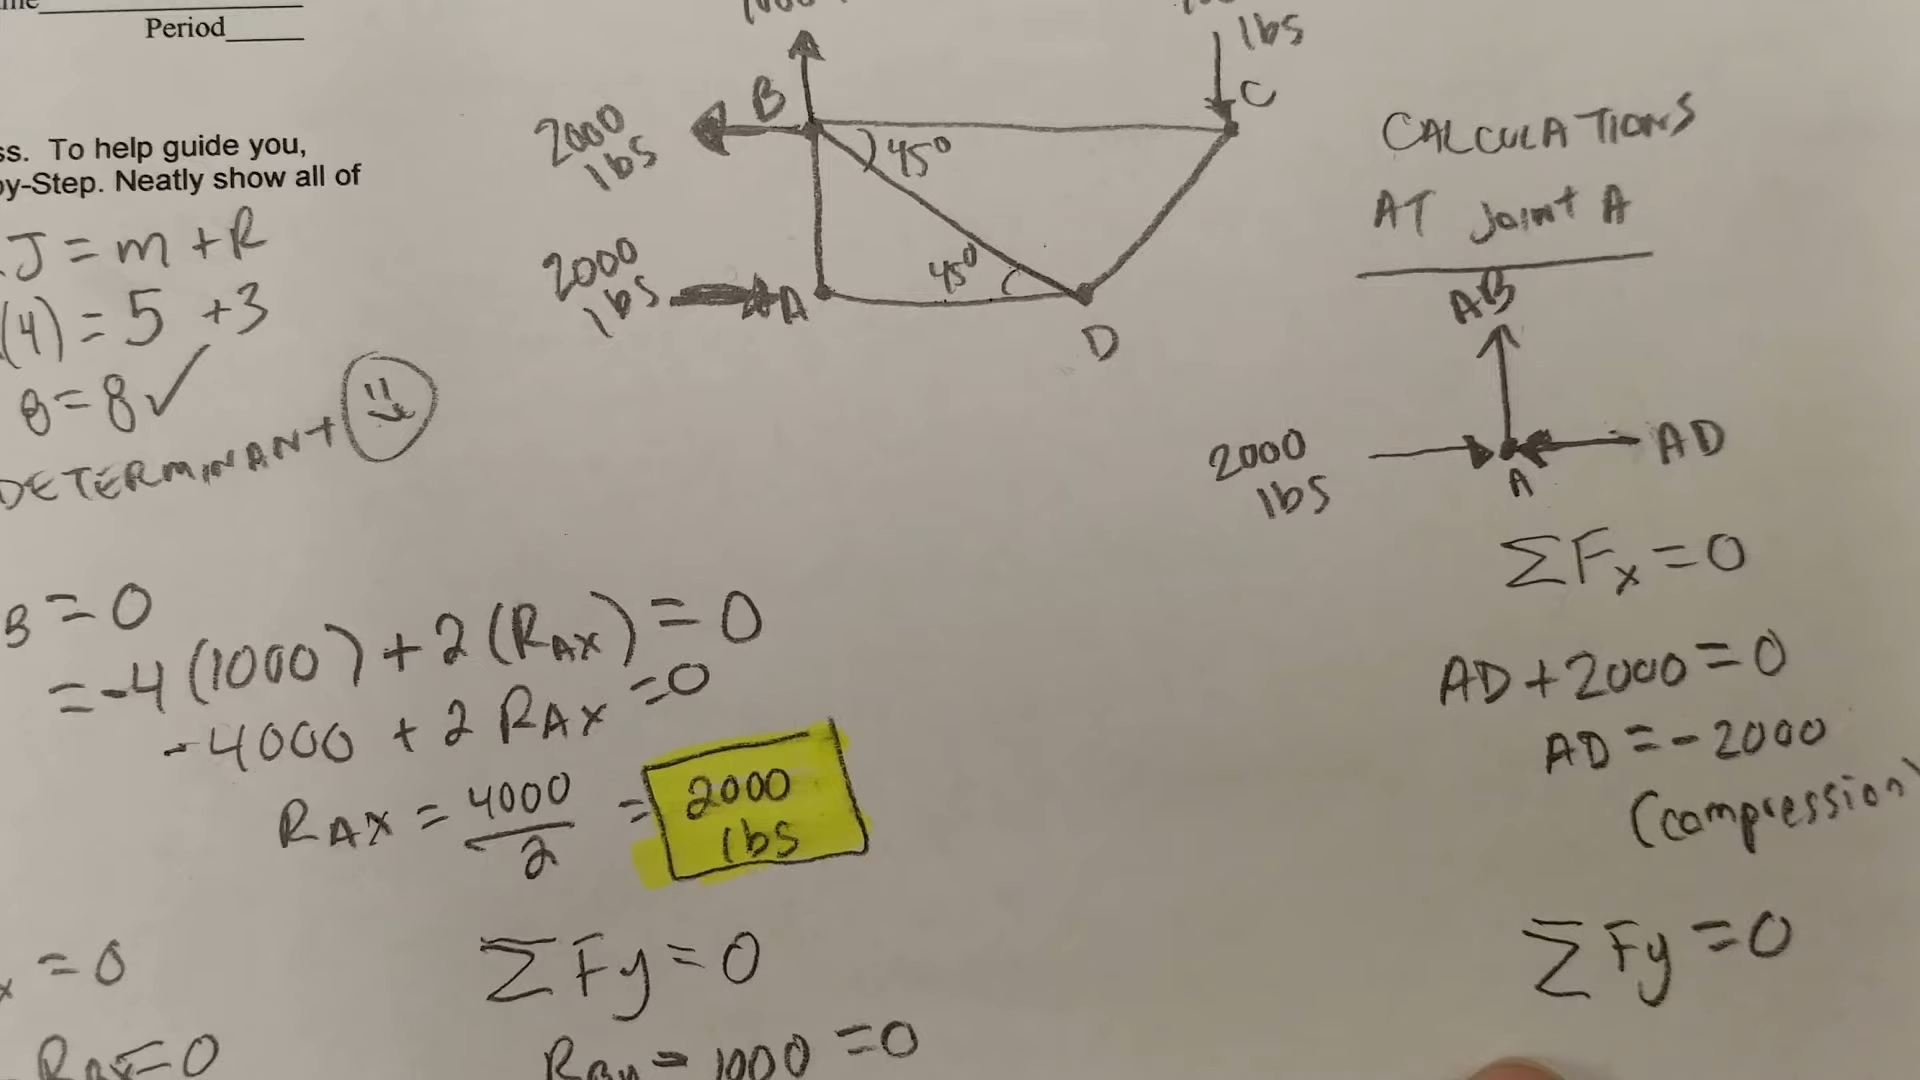 Period_____
ss. To help guide you,
by-Step. Neatly show all of
J = m + R
(4) = 5 + 3
8 = 8 ✓
DETERMINANT
B = 0
= -4 (1000) + 2 (RAX) = 0
-4000 + 2 RAX = 0
RAX = 4000/2 = 2000 lbs
= 0
ΣFy = 0
= 0
1000 = 0
lbs
B
C
2000
lbs
45°
2000
lbs
A
45°
D
CALCULATIONS
AT Joint A
AB
2000
lbs
A
AD
ΣFx = 0
AD + 2000 = 0
AD = - 2000
(compression)
ΣFy = 0